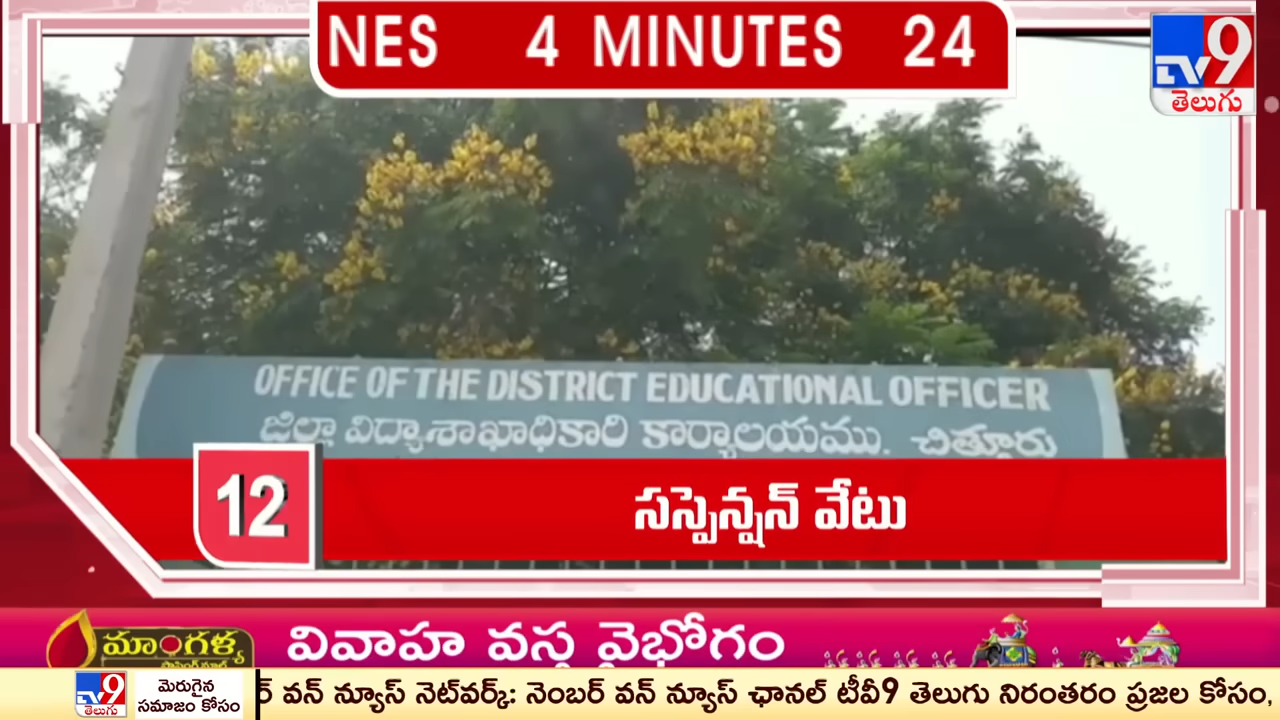 NES 4 MINUTES 24
TV9
తెలుగు
OFFICE OF THE DISTRICT EDUCATIONAL OFFICER
జిల్లా విద్యాశాఖాధికారి కార్యాలయము. చిత్తూరు
12
సస్పెన్షన్ వేటు
మాంగళ్య
వివాహ వస్త్ర వైభోగం
TV9
తెలుగు
మెరుగైన
సమాజం కోసం
ర్ వన్ న్యూస్ నెట్‌వర్క్: నెంబర్ వన్ న్యూస్ ఛానల్ టీవీ9 తెలుగు నిరంతరం ప్రజల కోసం,